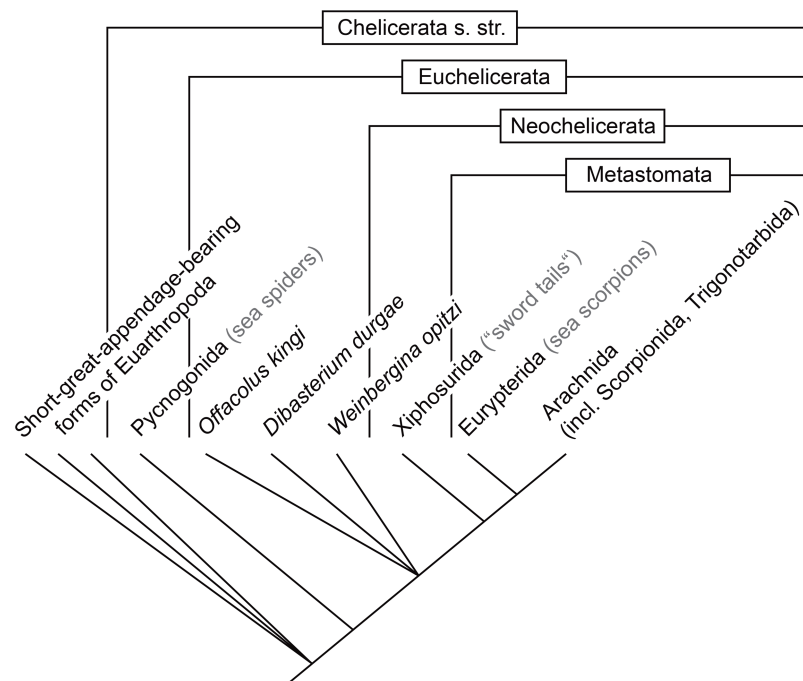 Chelicerata s. str.
Euchelicerata
Neochelicerata
Metastomata
Short-great-appendage-bearing
forms of Euarthropoda
Pycnogonida (sea spiders)
Offacolus kingi
Dibasterium durgae
Weinbergina opitzi
Xiphosurida (“sword tails“)
Eurypterida (sea scorpions)
Arachnida
(incl. Scorpionida, Trigonotarbida)